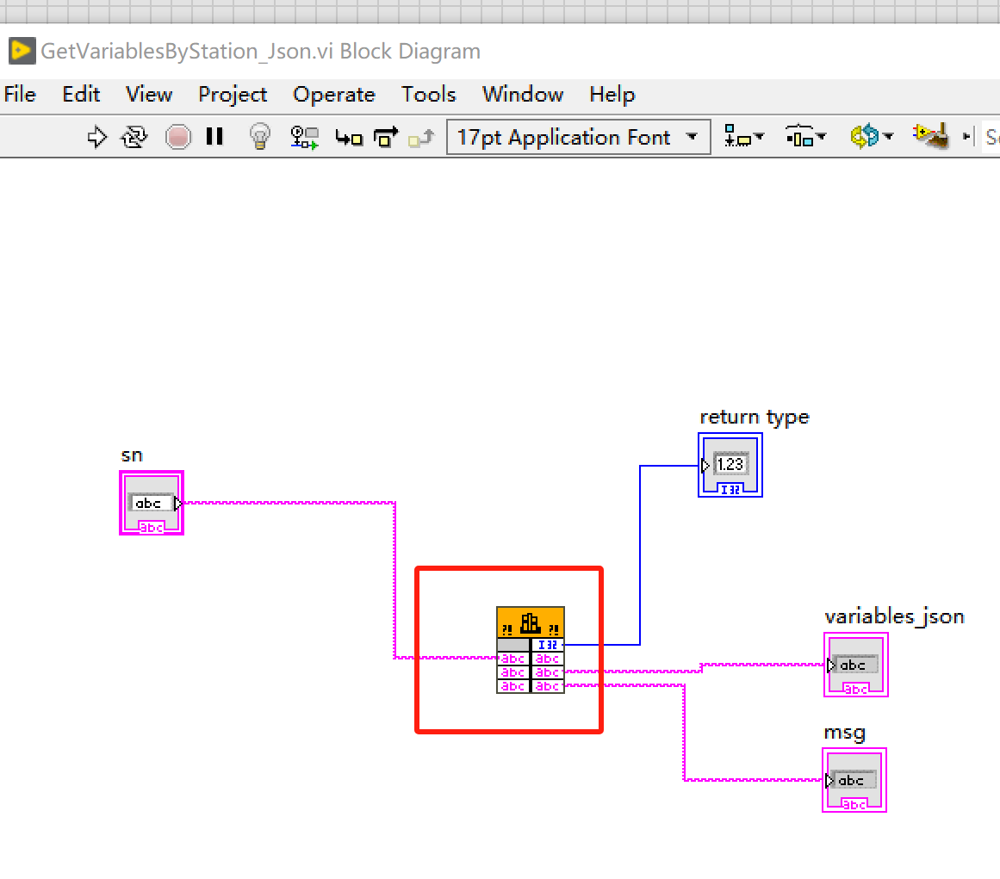 GetVariablesByStation_Json.vi Block Diagram
File Edit View Project Operate Tools Window Help
17pt Application Font
return type
1.23
I32
sn
abc
abc
?! ?!
I32
abc abc
abc abc
abc abc
variables_json
abc
abc
msg
abc
abc